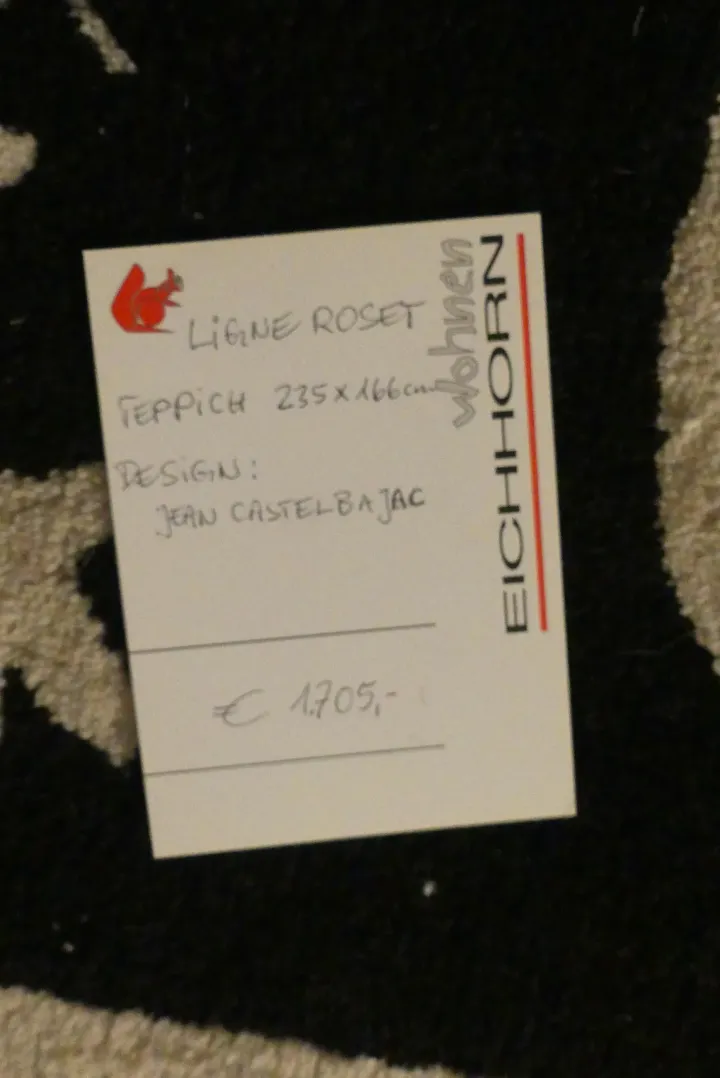 LIGNE ROSET
TEPPICH 235x166cm
DESIGN:
JEAN CASTELBAJAC
€ 1.705,-
wohnen
EICHHORN